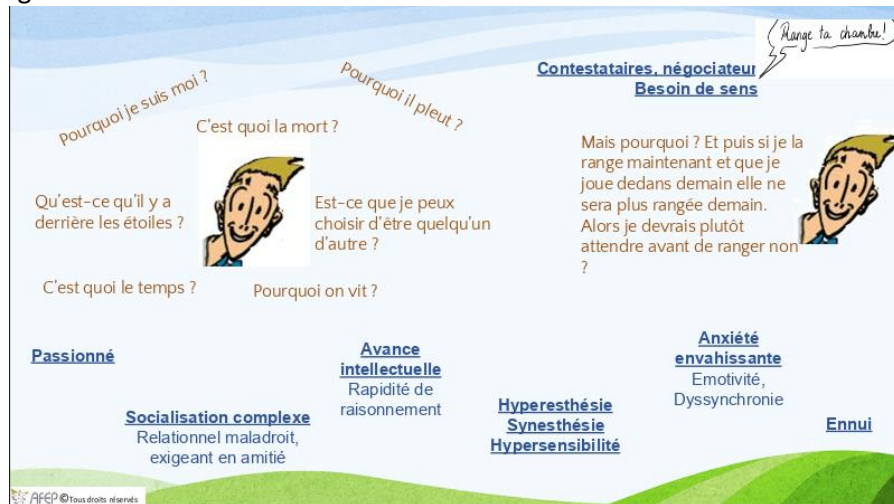 Range ta chambre!
Contestataires, négociateur
Besoin de sens
Pourquoi je suis moi ?
Pourquoi il pleut ?
C'est quoi la mort ?
Qu'est-ce qu'il y a
derrière les étoiles ?
Est-ce que je peux
choisir d'être quelqu'un
d'autre ?
C'est quoi le temps ?
Pourquoi on vit ?
Mais pourquoi ? Et puis si je la
range maintenant et que je
joue dedans demain elle ne
sera plus rangée demain.
Alors je devrais plutôt
attendre avant de ranger non
?
Passionné
Socialisation complexe
Relationnel maladroit,
exigeant en amitié
Avance
intellectuelle
Rapidité de
raisonnement
Hyperesthésie
Synesthésie
Hypersensibilité
Anxiété
envahissante
Emotivité,
Dyssynchronie
Ennui
AFEP ©Tous droits réservés